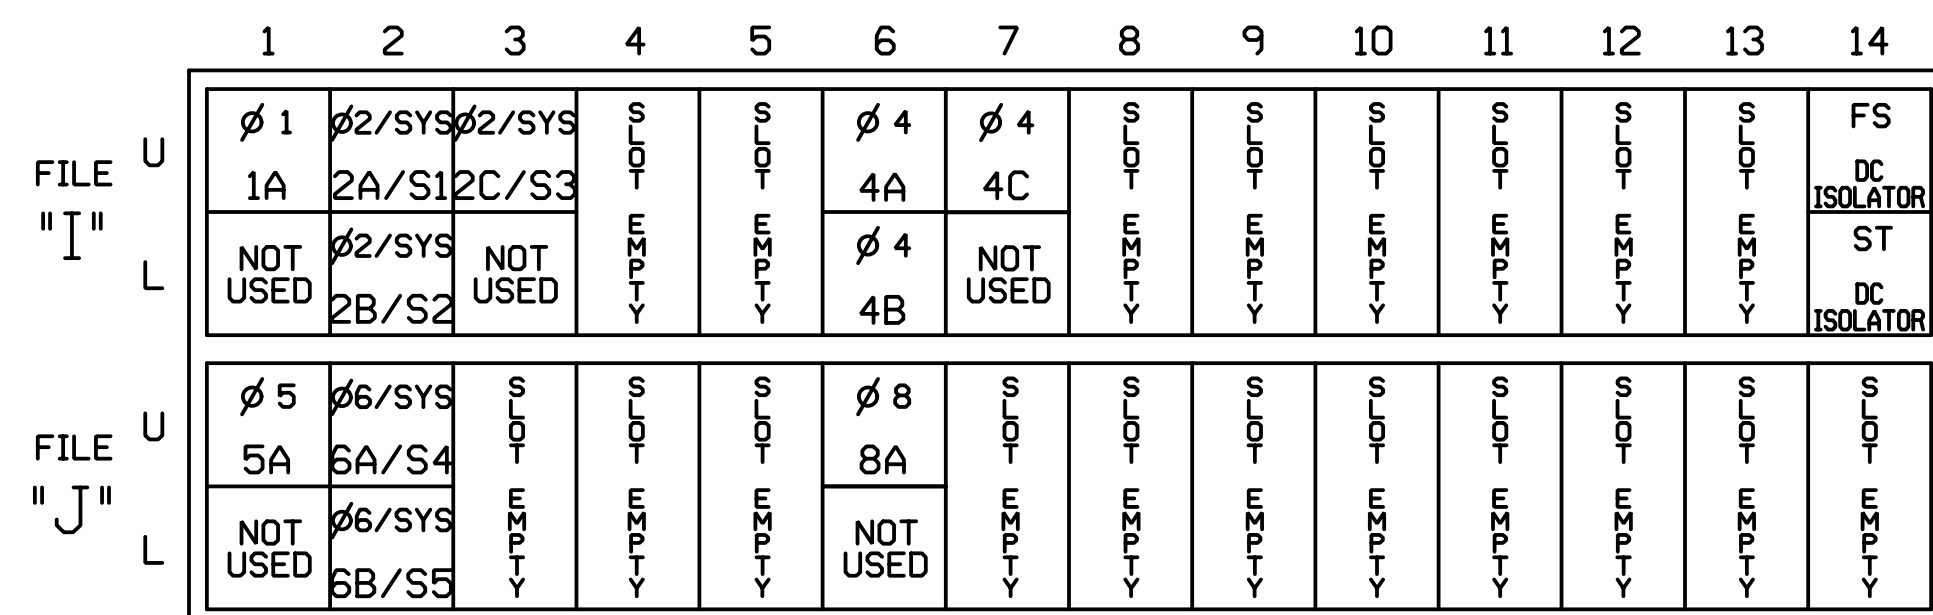 1 2 3 4 5 6 7 8 9 10 11 12 13 14
FILE "I"
U
L
ø 1 ø2/SYS ø2/SYS SLOT EMPTY SLOT EMPTY ø 4 ø 4 SLOT EMPTY SLOT EMPTY SLOT EMPTY SLOT EMPTY SLOT EMPTY SLOT EMPTY FS
1A 2A/S1 2C/S3 4A 4C DC ISOLATOR
NOT USED ø2/SYS NOT USED ø 4 NOT USED ST
2B/S2 4B DC ISOLATOR
FILE "J"
U
L
ø 5 ø6/SYS SLOT EMPTY SLOT EMPTY SLOT EMPTY ø 8 SLOT EMPTY SLOT EMPTY SLOT EMPTY SLOT EMPTY SLOT EMPTY SLOT EMPTY SLOT EMPTY SLOT EMPTY
5A 6A/S4 8A
NOT USED ø6/SYS NOT USED
6B/S5